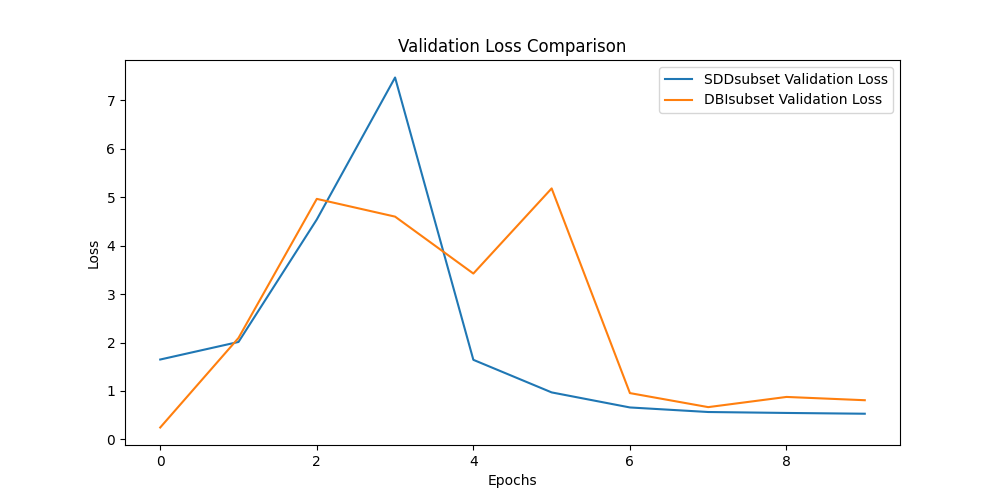 Validation Loss Comparison
SDDsubset Validation Loss
DBIsubset Validation Loss
7
6
5
4
3
2
1
0
Loss
0 2 4 6 8
Epochs